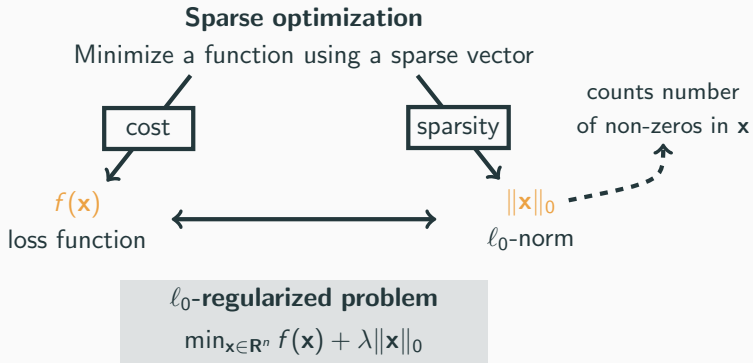 Sparse optimization
Minimize a function using a sparse vector
cost
sparsity
counts number
of non-zeros in x
f(x)
loss function
‖x‖₀
ℓ₀-norm
ℓ₀-regularized problem
min_{x∈Rⁿ} f(x) + λ‖x‖₀